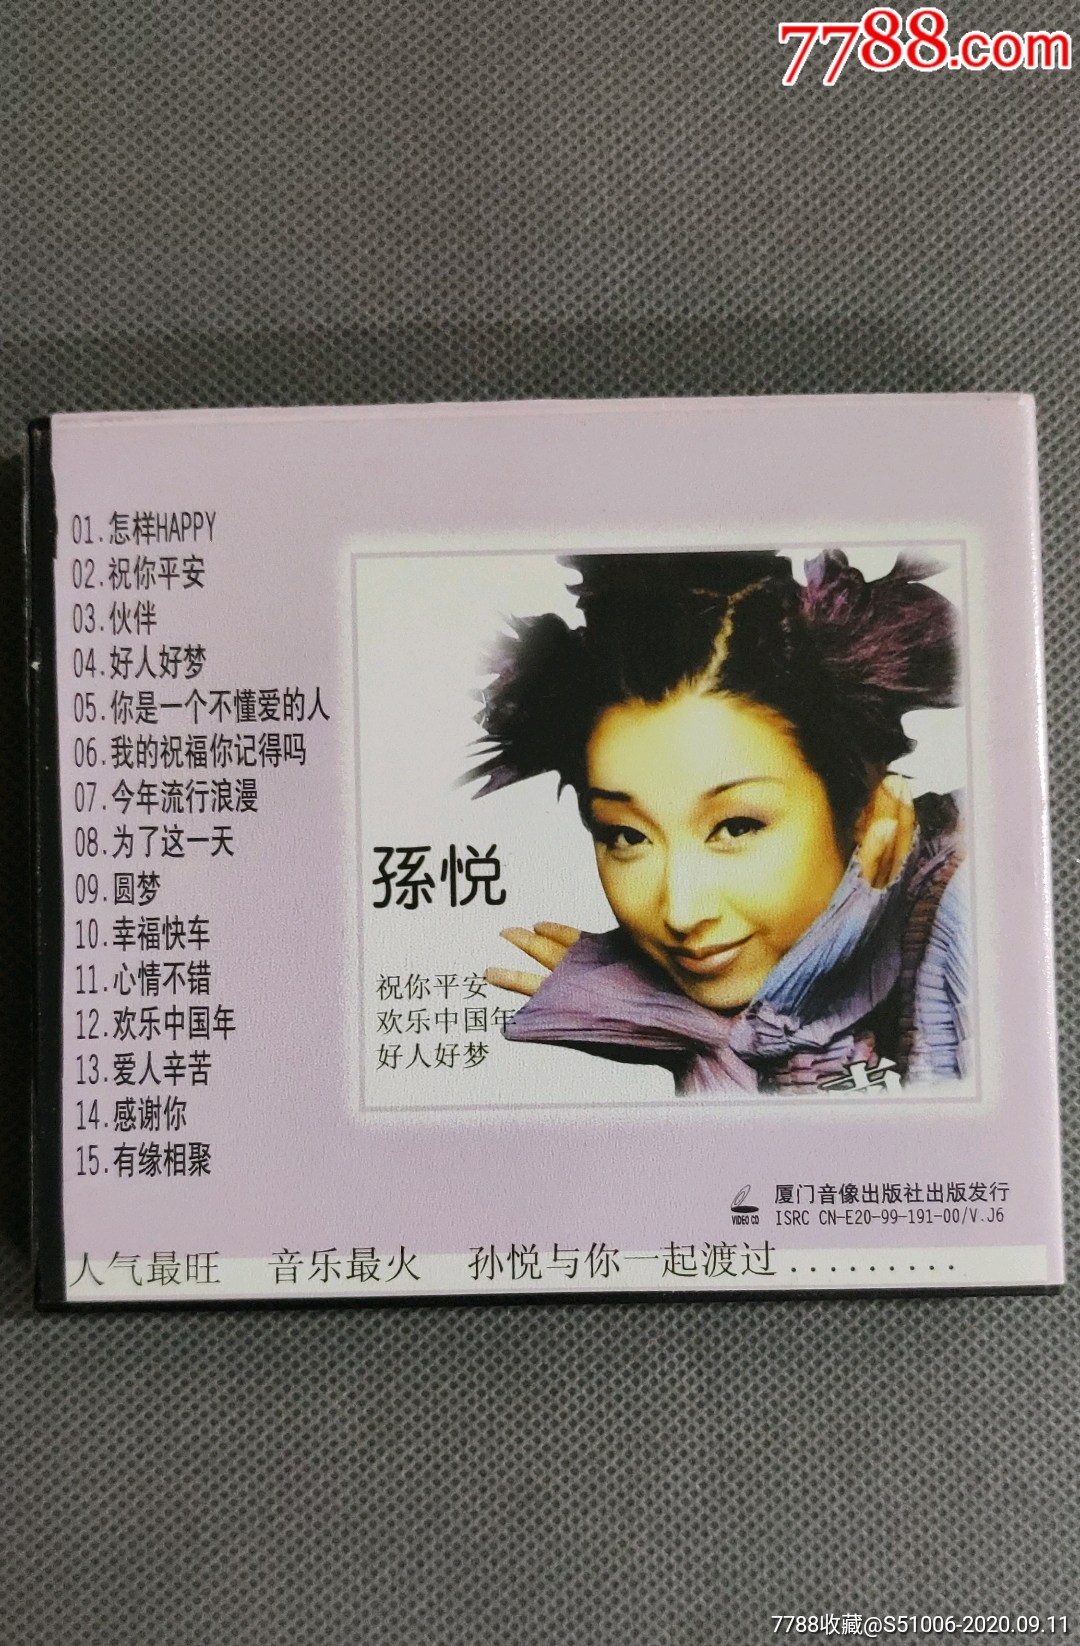 7788.com
01.怎样HAPPY
02.祝你平安
03.伙伴
04.好人好梦
05.你是一个不懂爱的人
06.我的祝福你记得吗
07.今年流行浪漫
08.为了这一天
09.圆梦
10.幸福快车
11.心情不错
12.欢乐中国年
13.爱人辛苦
14.感谢你
15.有缘相聚
孫悦
祝你平安
欢乐中国年
好人好梦
VIDEO CD
厦门音像出版社出版发行
ISRC CN-E20-99-191-00/V.J6
人气最旺 音乐最火 孙悦与你一起渡过.........
7788收藏@S51006-2020.09.11